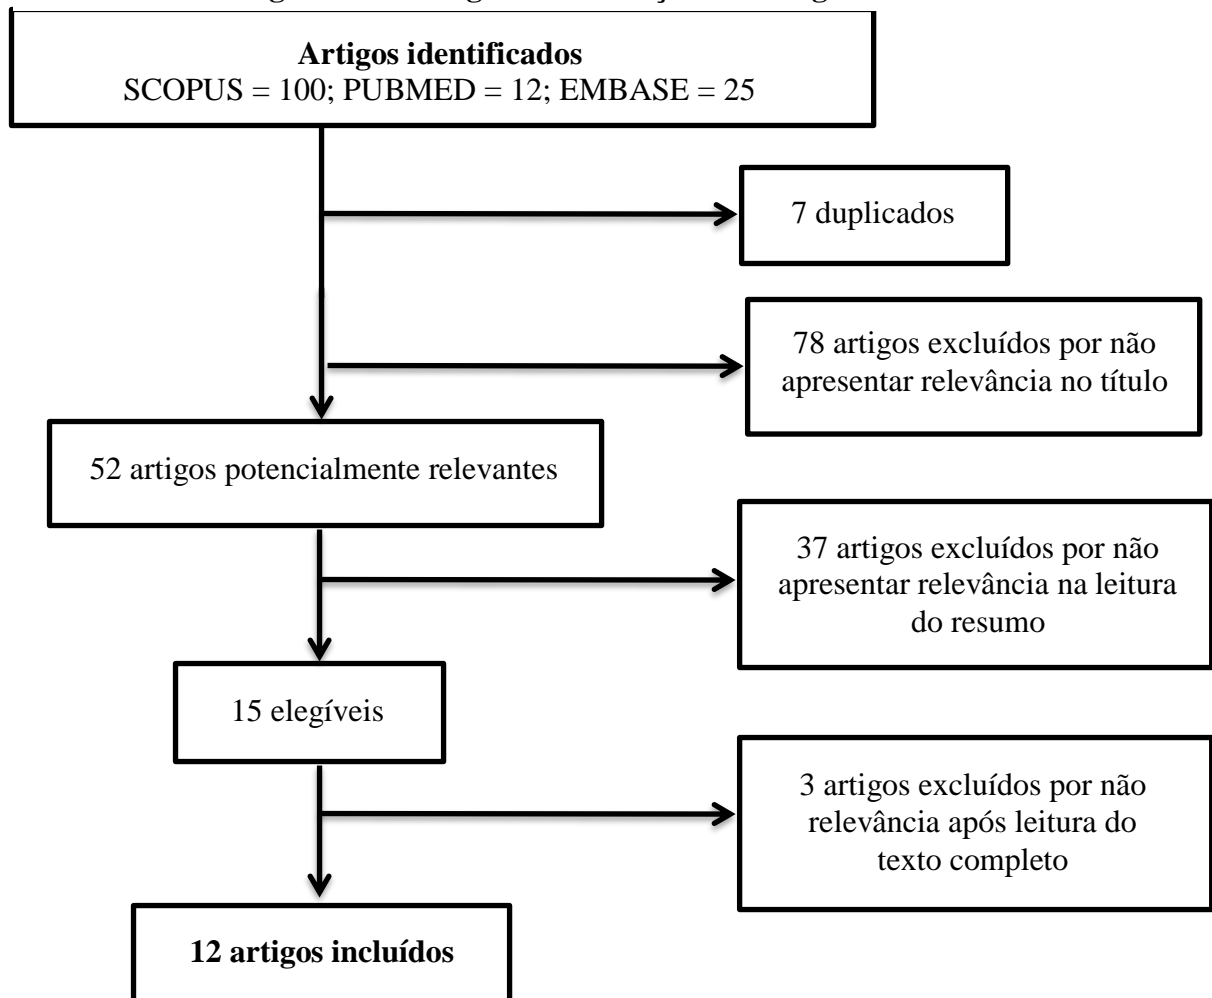 Artigos identificados
SCOPUS = 100; PUBMED = 12; EMBASE = 25
7 duplicados
78 artigos excluídos por não
apresentar relevância no título
52 artigos potencialmente relevantes
37 artigos excluídos por não
apresentar relevância na leitura
do resumo
15 elegíveis
3 artigos excluídos por não
relevância após leitura do
texto completo
12 artigos incluídos